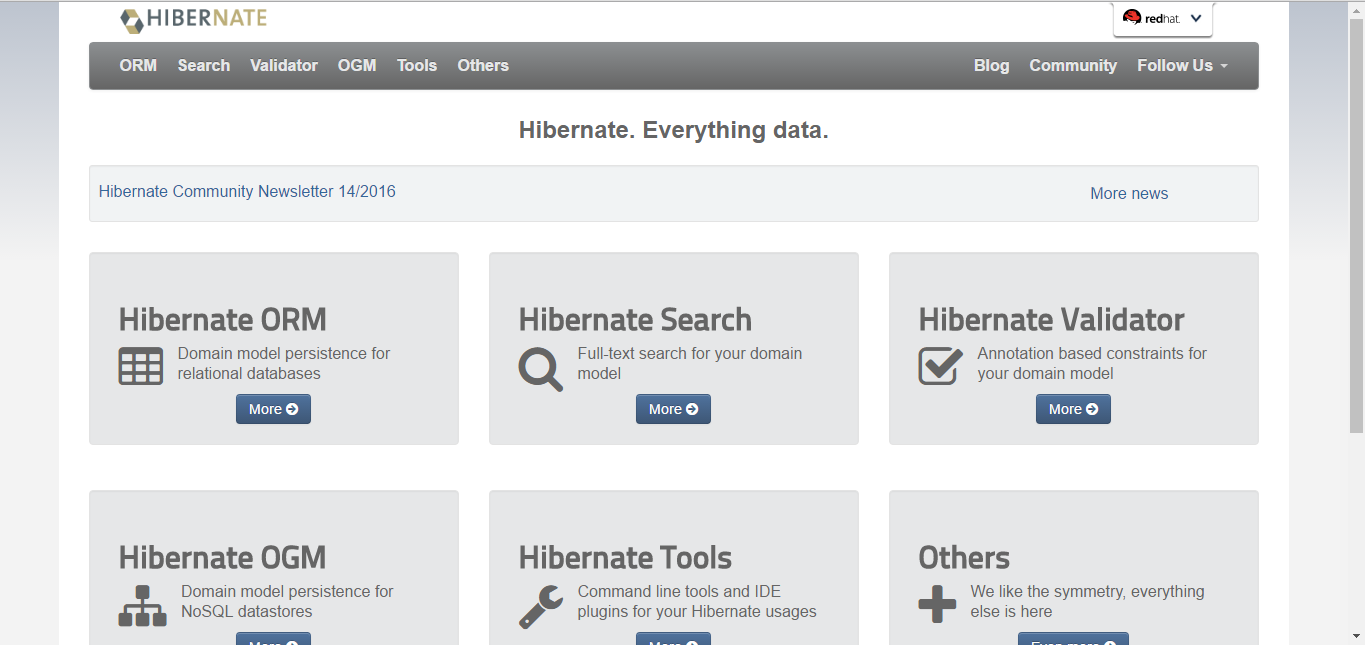 HIBERNATE
redhat.
ORM Search Validator OGM Tools Others Blog Community Follow Us
Hibernate. Everything data.
Hibernate Community Newsletter 14/2016 More news
Hibernate ORM
Domain model persistence for
relational databases
More
Hibernate Search
Full-text search for your domain
model
More
Hibernate Validator
Annotation based constraints for
your domain model
More
Hibernate OGM
Domain model persistence for
NoSQL datastores
More
Hibernate Tools
Command line tools and IDE
plugins for your Hibernate usages
More
Others
We like the symmetry, everything
else is here
Even more